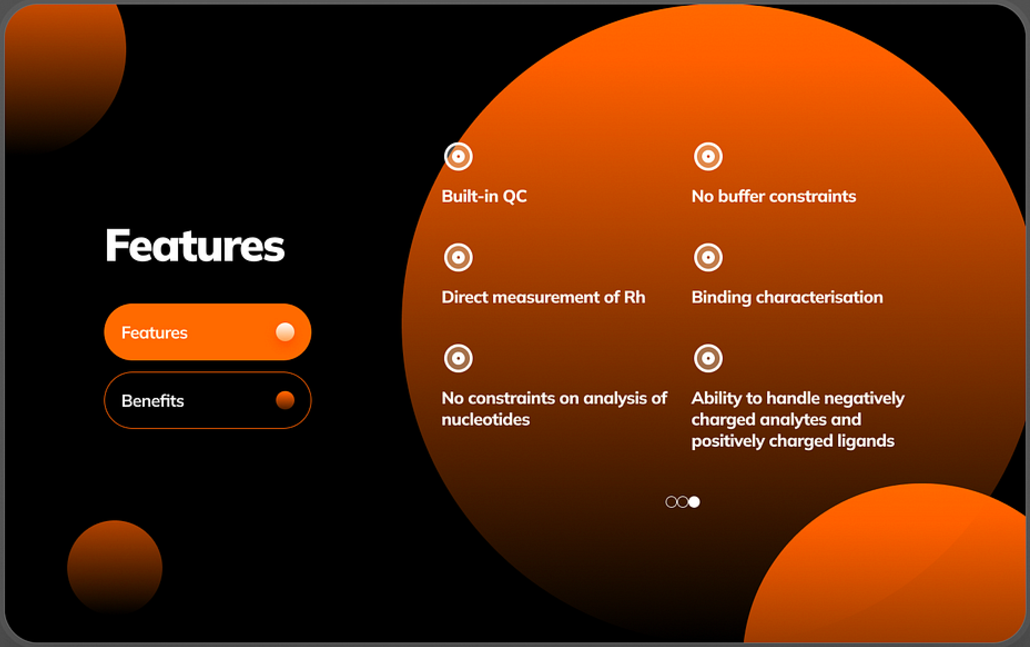 Features
Features
Benefits
Built-in QC
No buffer constraints
Direct measurement of Rh
Binding characterisation
No constraints on analysis of
nucleotides
Ability to handle negatively
charged analytes and
positively charged ligands